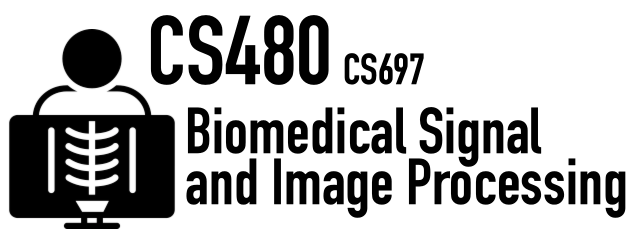 CS480 CS697
Biomedical Signal
and Image Processing